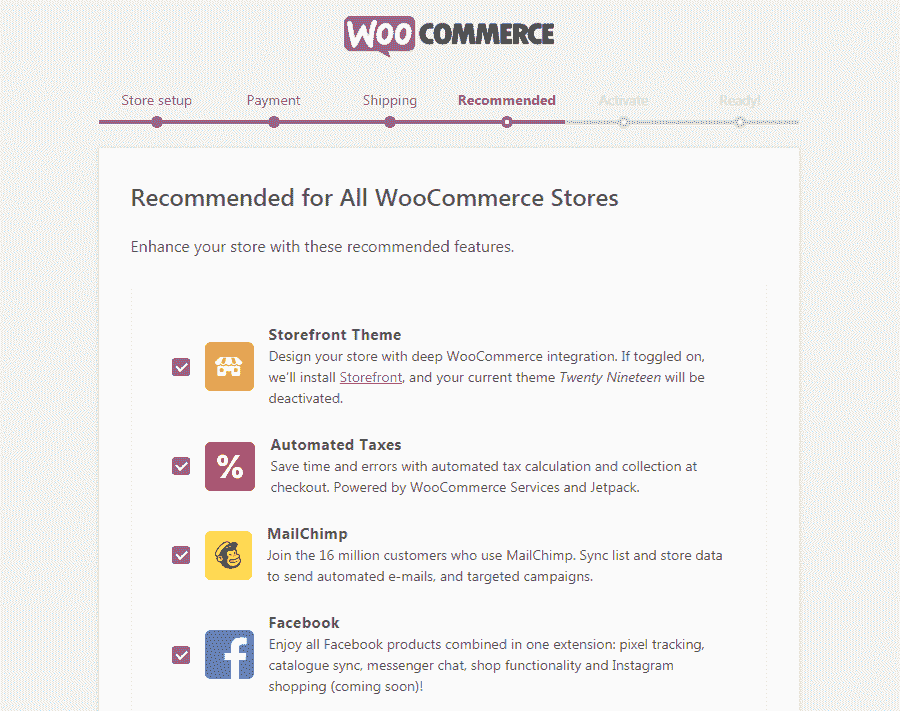 WOO COMMERCE
Store setup Payment Shipping Recommended Activate Ready!
Recommended for All WooCommerce Stores
Enhance your store with these recommended features.
Storefront Theme
Design your store with deep WooCommerce integration. If toggled on,
we'll install Storefront, and your current theme Twenty Nineteen will be
deactivated.
%
Automated Taxes
Save time and errors with automated tax calculation and collection at
checkout. Powered by WooCommerce Services and Jetpack.
MailChimp
Join the 16 million customers who use MailChimp. Sync list and store data
to send automated e-mails, and targeted campaigns.
f
Facebook
Enjoy all Facebook products combined in one extension: pixel tracking,
catalogue sync, messenger chat, shop functionality and Instagram
shopping (coming soon)!